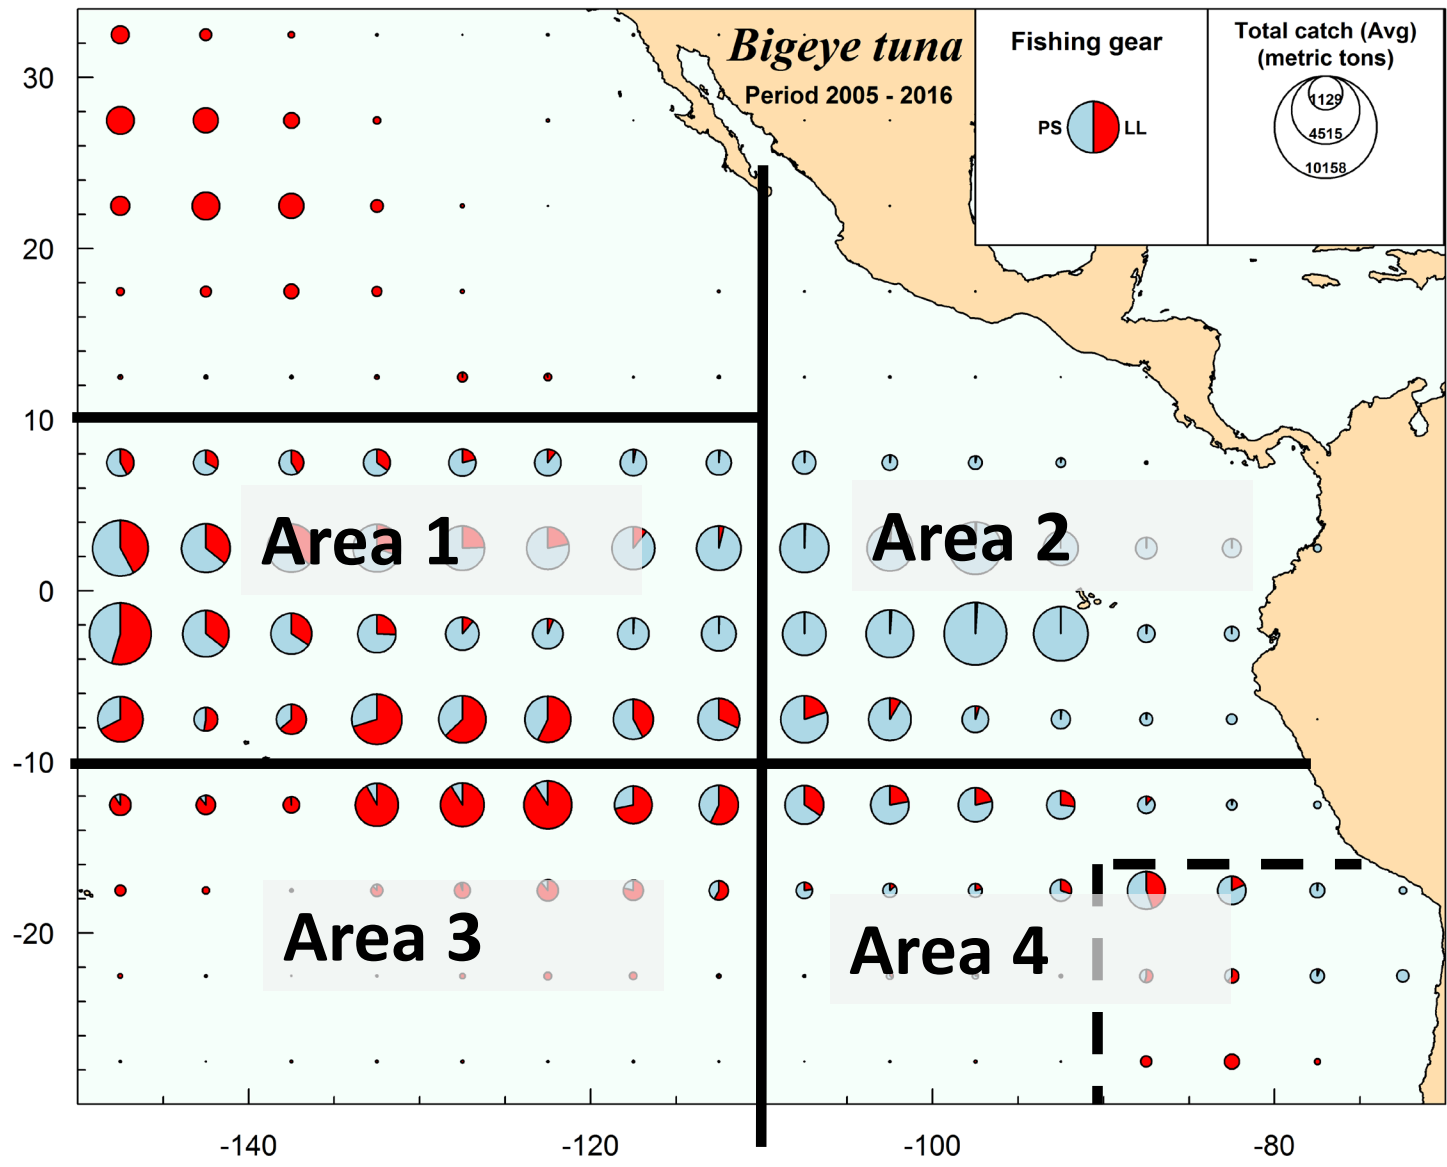 Bigeye tuna
Period 2005 - 2016
Fishing gear
PS
LL
Total catch (Avg)
(metric tons)
1129
4515
10158
30
20
10
0
-10
-20
Area 1
Area 2
Area 3
Area 4
-140
-120
-100
-80